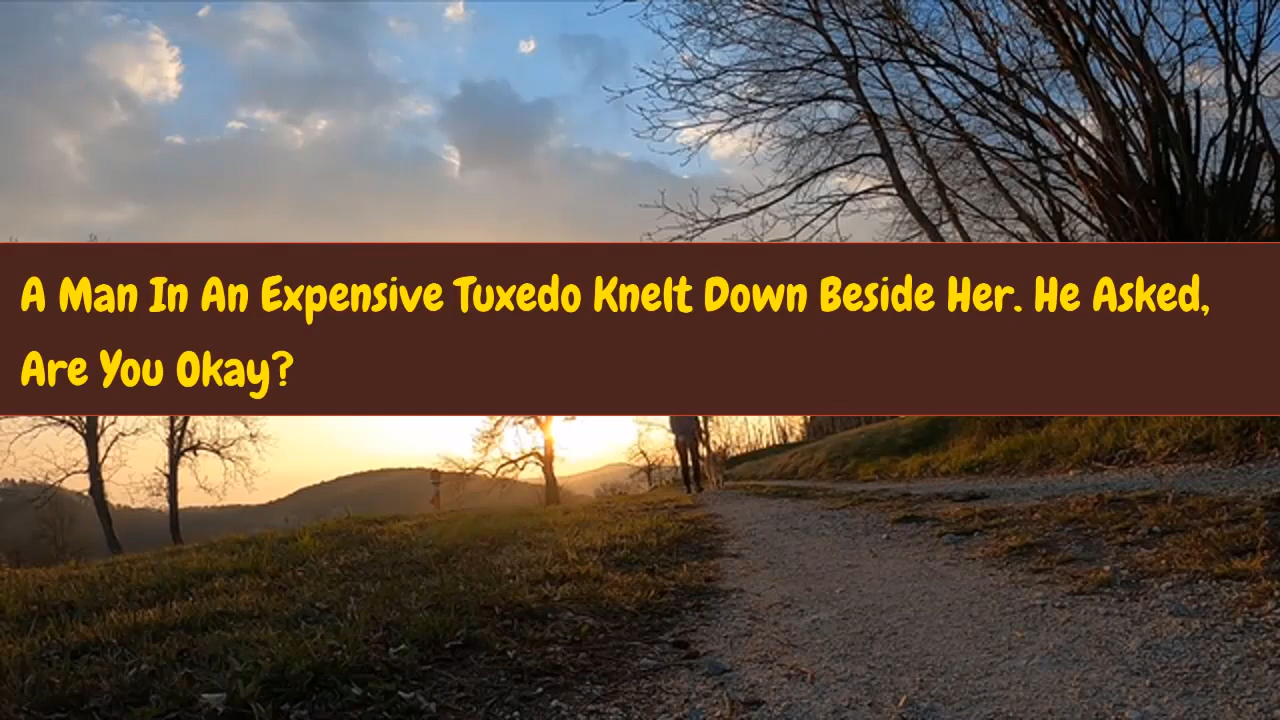 A Man In An Expensive Tuxedo Knelt Down Beside Her. He Asked,
Are You Okay?